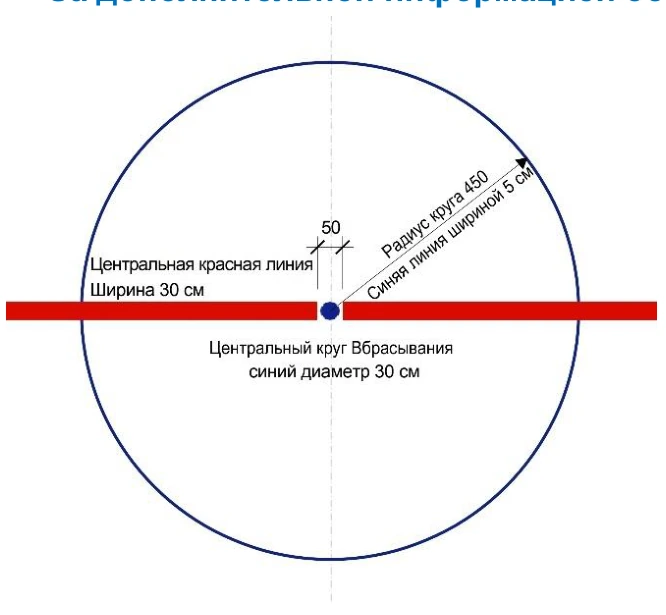 50
Радиус круга 450
Синяя линия шириной 5 см
Центральная красная линия
Ширина 30 см
Центральный круг Вбрасывания
синий диаметр 30 см